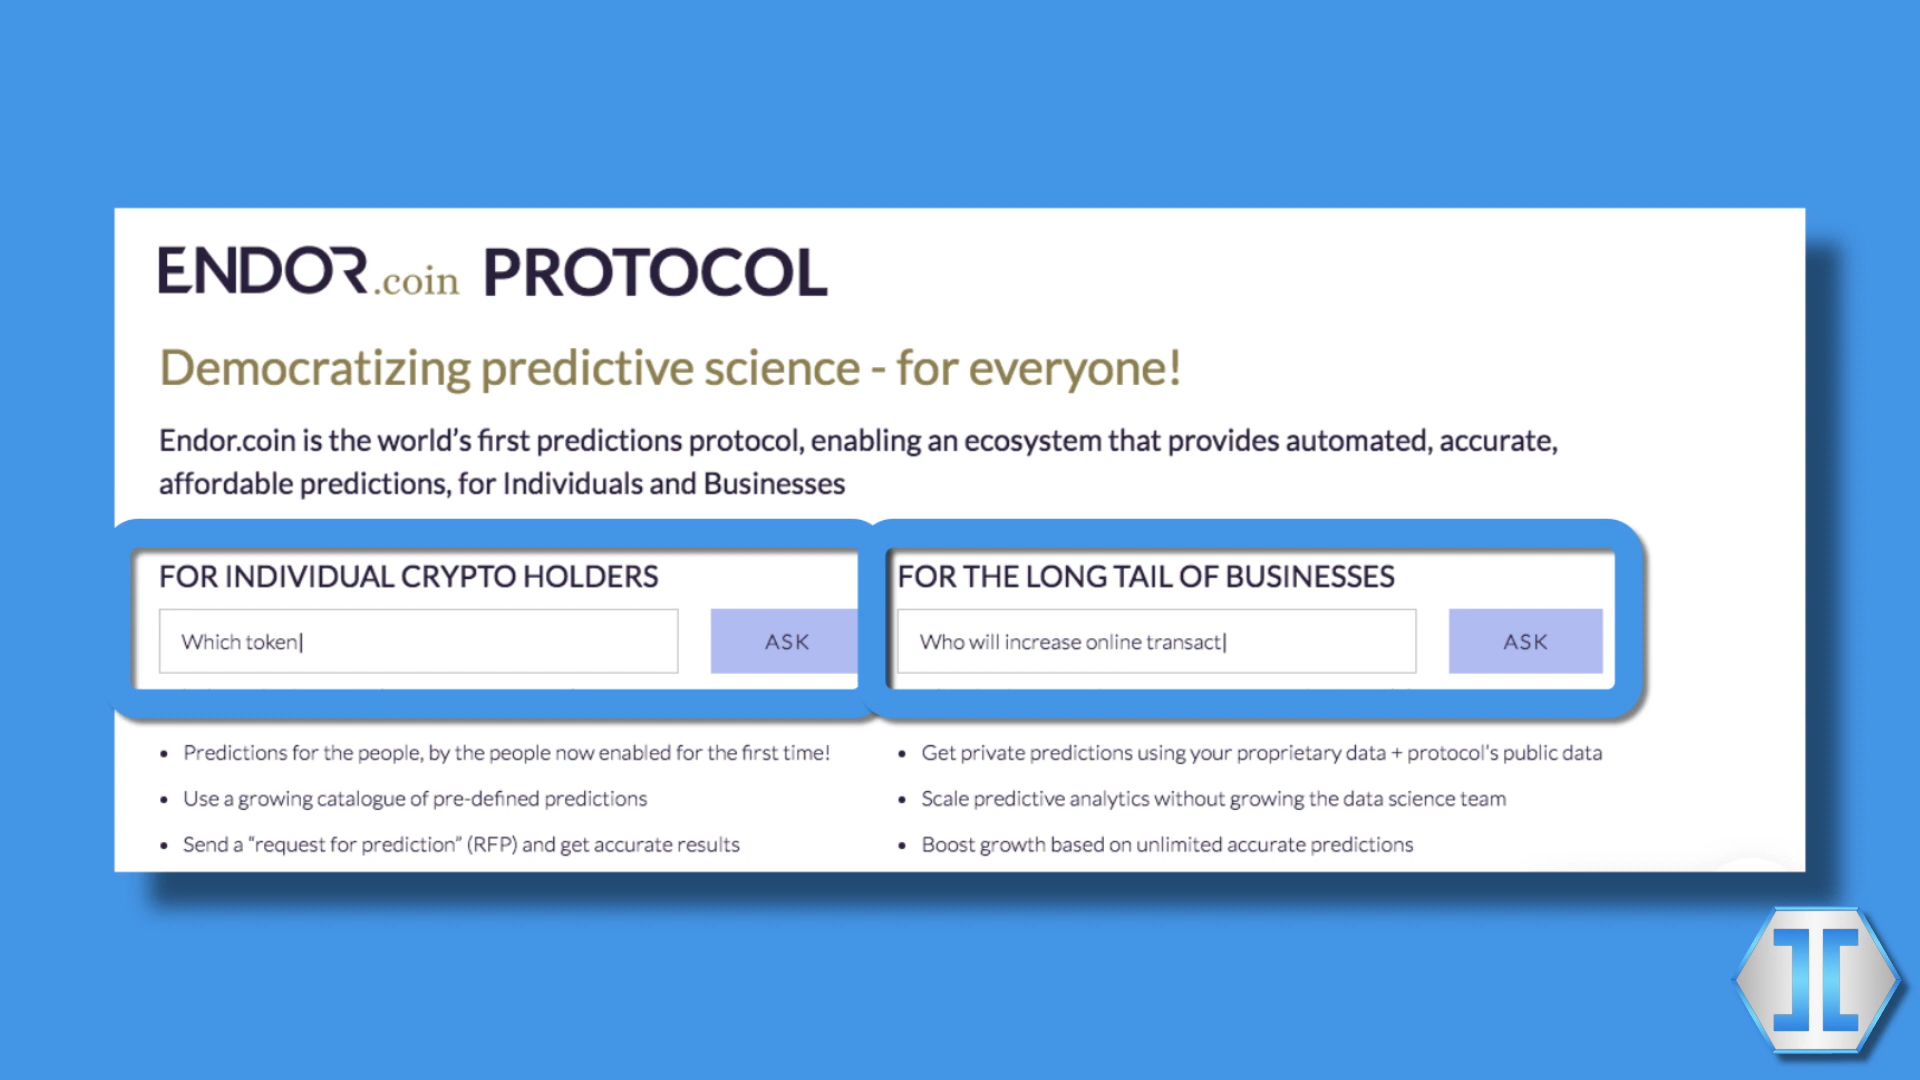 ENDOR.coin PROTOCOL
Democratizing predictive science - for everyone!
Endor.coin is the world's first predictions protocol, enabling an ecosystem that provides automated, accurate,
affordable predictions, for Individuals and Businesses
FOR INDIVIDUAL CRYPTO HOLDERS
Which token
ASK
• Predictions for the people, by the people now enabled for the first time!
• Use a growing catalogue of pre-defined predictions
• Send a “request for prediction” (RFP) and get accurate results
FOR THE LONG TAIL OF BUSINESSES
Who will increase online transact
ASK
• Get private predictions using your proprietary data + protocol's public data
• Scale predictive analytics without growing the data science team
• Boost growth based on unlimited accurate predictions